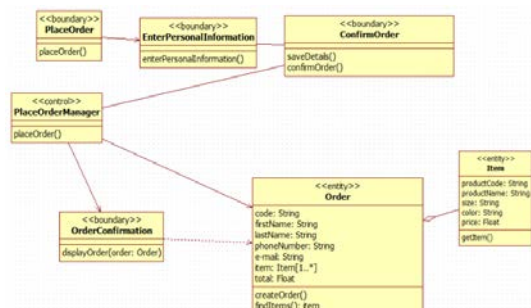 <<boundary>>
PlaceOrder
placeOrder()
<<boundary>>
EnterPersonalInformation
enterPersonalInformation()
<<boundary>>
ConfirmOrder
saveDetails()
confirmOrder()
<<control>>
PlaceOrderManager
placeOrder()
<<boundary>>
OrderConfirmation
displayOrder(order: Order)
<<entity>>
Order
code: String
firstName: String
lastName: String
phoneNumber: String
e-mail: String
item: Item[1..*]
total: Float
createOrder()
findItems(): item
<<entity>>
Item
productCode: String
productName: String
size: String
color: String
price: Float
getItem()